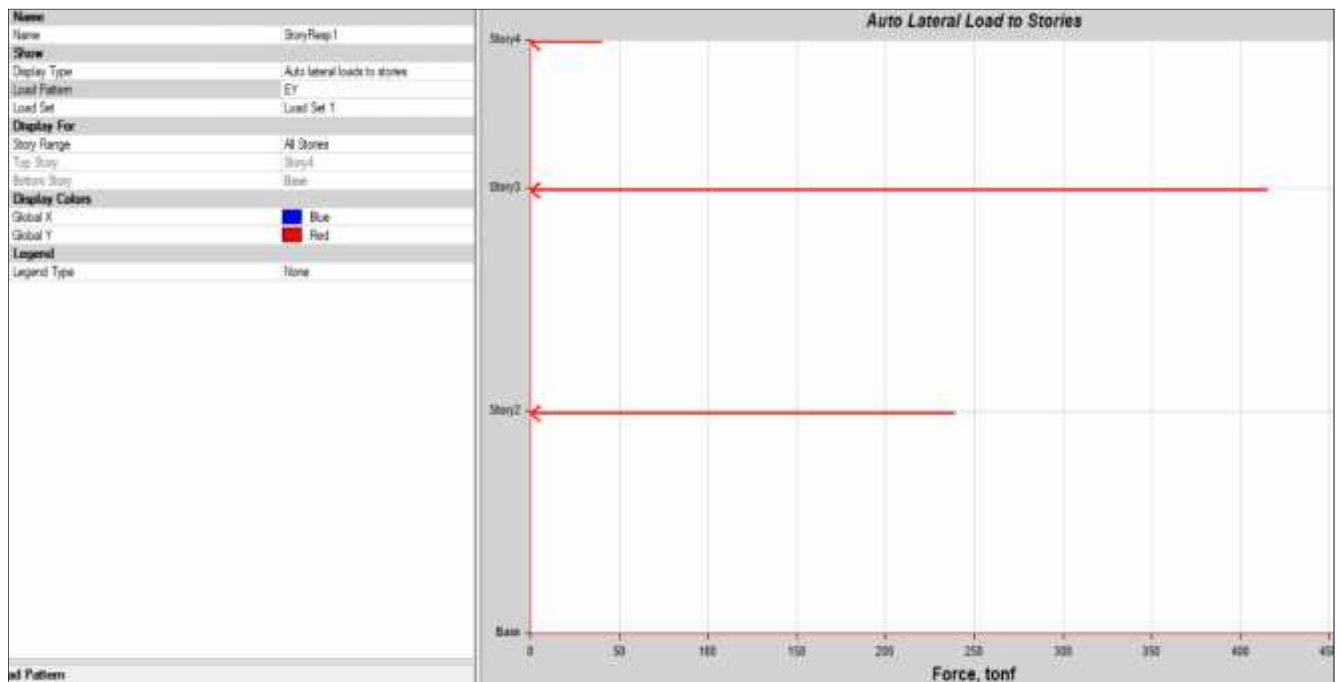 Name
Name StoryResp1
Show
Display Type Auto lateral loads to stories
Load Pattern EY
Load Set Load Set 1
Display For
Story Range All Stories
Top Story Story4
Bottom Story Base
Display Colors
Global X Blue
Global Y Red
Legend
Legend Type None
ad Pattern
Auto Lateral Load to Stories
Story4
Story3
Story2
Base
0 50 100 150 200 250 300 350 400 45
Force, tonf